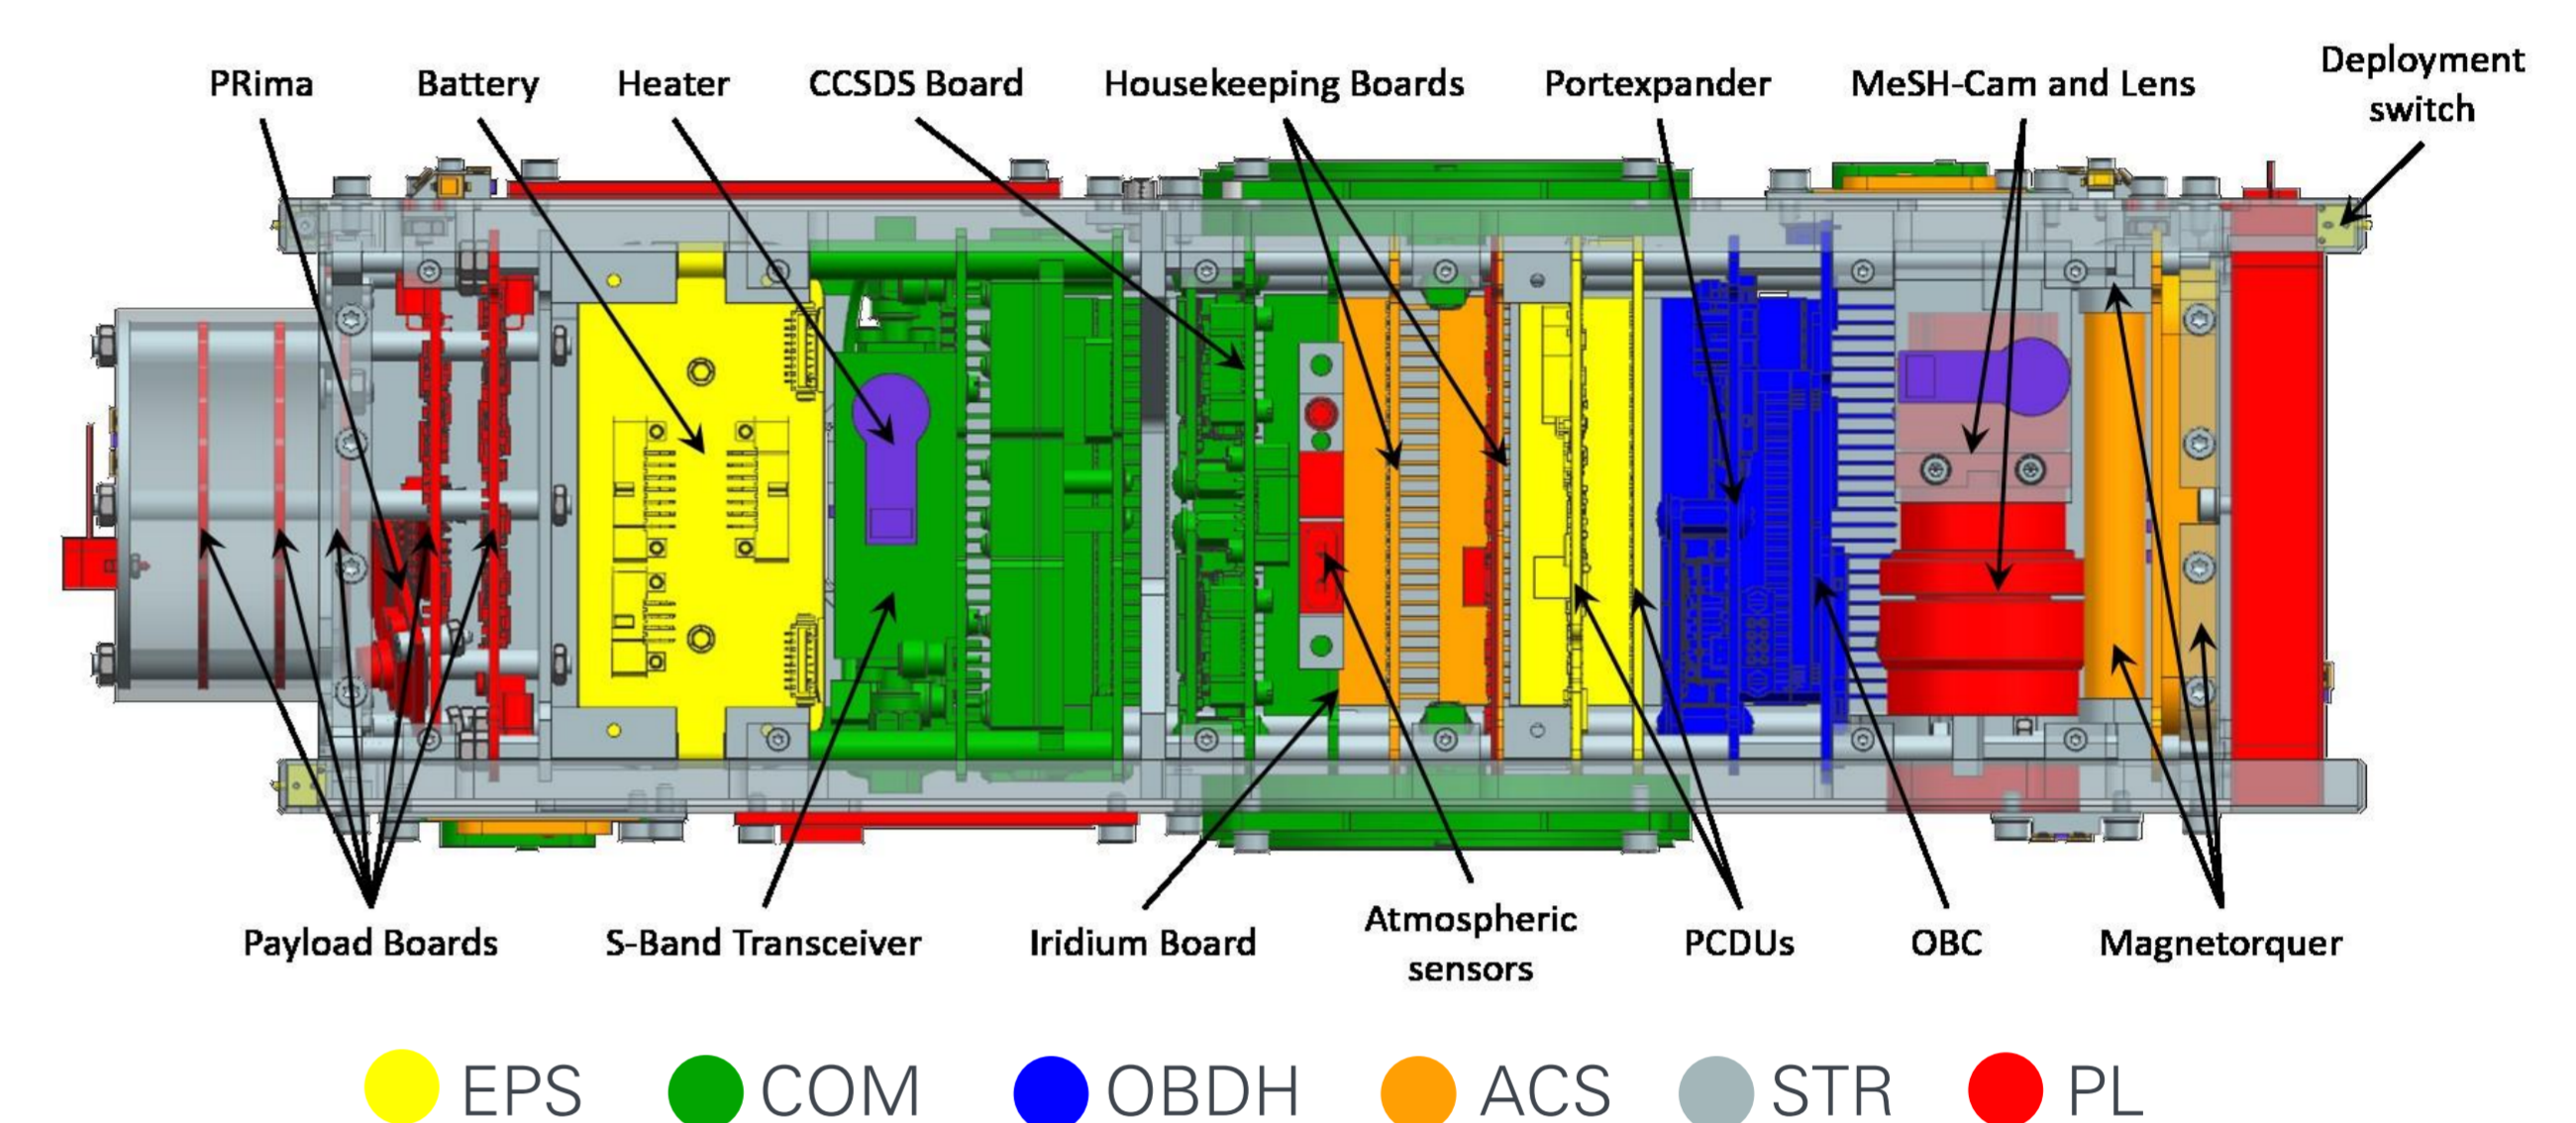 PRima
Battery
Heater
CCSDS Board
Housekeeping Boards
Portexpander
MeSH-Cam and Lens
Deployment
switch
Payload Boards
S-Band Transceiver
Iridium Board
Atmospheric
sensors
PCDUs
OBC
Magnetorquer
EPS
COM
OBDH
ACS
STR
PL